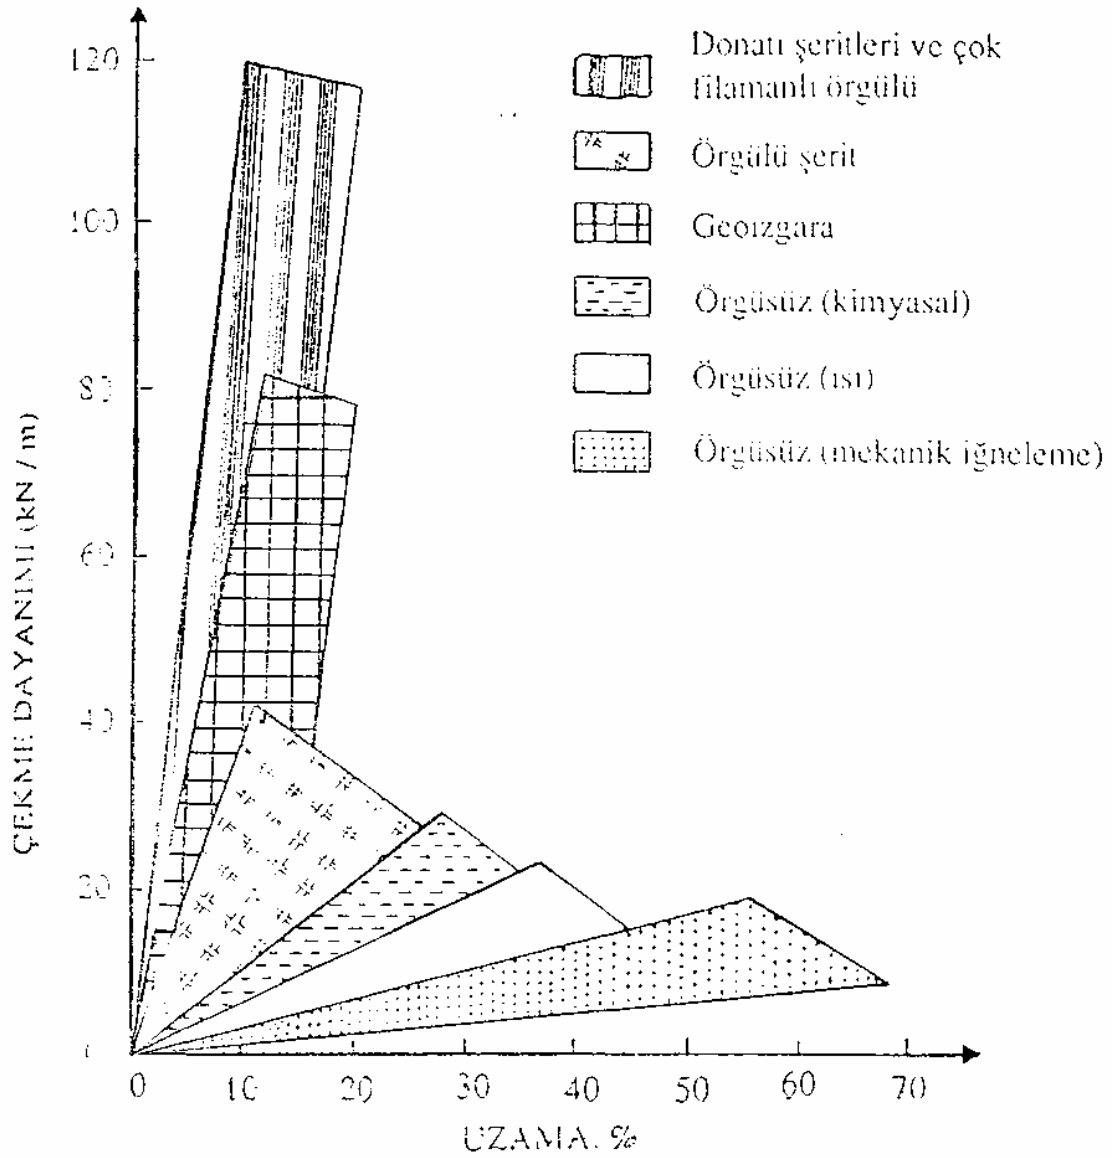 Donatı şeritleri ve çok
filamanlı örgülü
Örgülü şerit
Geoızgara
Örgüsüz (kimyasal)
Örgüsüz (ısı)
Örgüsüz (mekanik iğneleme)
ÇEKME DAYANIMI (kN / m)
120
100
80
60
40
20
0
0 10 20 30 40 50 60 70
UZAMA, %